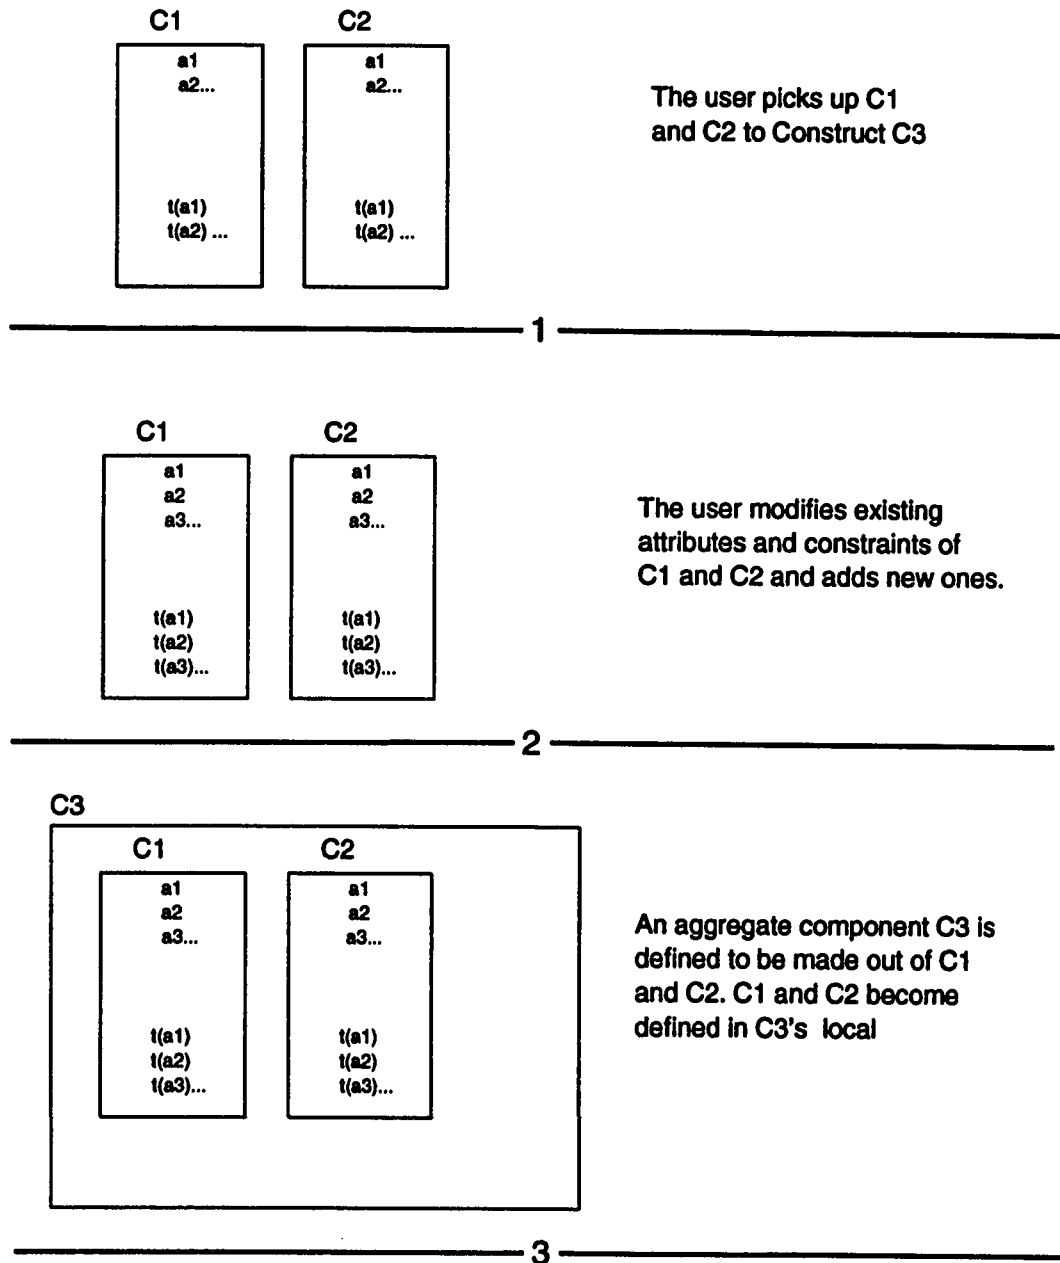 C1 C2
a1 a1
a2... a2...
t(a1) t(a1)
t(a2) ... t(a2) ...
The user picks up C1
and C2 to Construct C3
1
C1 C2
a1 a1
a2 a2
a3... a3...
t(a1) t(a1)
t(a2) t(a2)
t(a3)... t(a3)...
The user modifies existing
attributes and constraints of
C1 and C2 and adds new ones.
2
C3
C1 C2
a1 a1
a2 a2
a3... a3...
t(a1) t(a1)
t(a2) t(a2)
t(a3)... t(a3)...
An aggregate component C3 is
defined to be made out of C1
and C2. C1 and C2 become
defined in C3's local
3